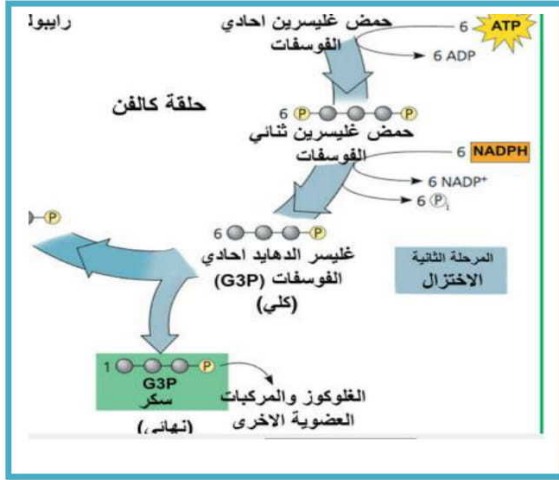 رايبول
حمض غليسرين احادي
الفوسفات
6 ATP
6 ADP
حلقة كالفن
6 P P
حمض غليسرين ثنائي
الفوسفات
6 NADPH
6 NADP+
6 Pi
P
6 P
غليسر الدهايد احادي
الفوسفات (G3P)
(كلي)
المرحلة الثانية
الاختزال
1 P
G3P
سكر
(نهائي)
الغلوكوز والمركبات
العضوية الاخرى